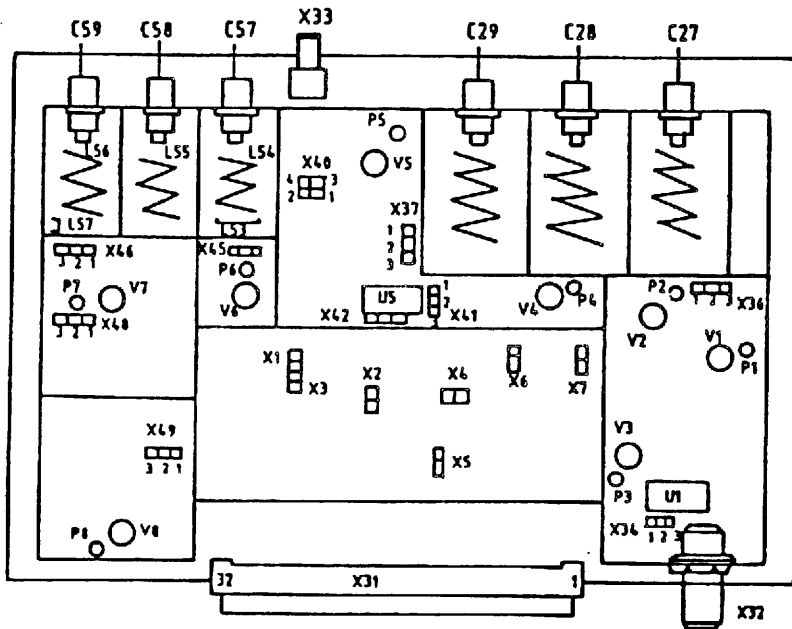 C59 C58 C57 X33 C29 C28 C27
P5
L56 L55 L54 X40 V5
4 3
2 1
X37
1
2
3
L57 L53
X46 X45
3 2 1
P6
P7 V7 V6 U5 1 2 X41 V4 P4 P2 1 2 3 X36
X48 X42
3 2 1
V2 V1 P1
X1 X3 X2 X4 X6 X7
X49
3 2 1
X5
V3
P3 U1
X34 1 2 3
P8 V8
32 X31 1
X32